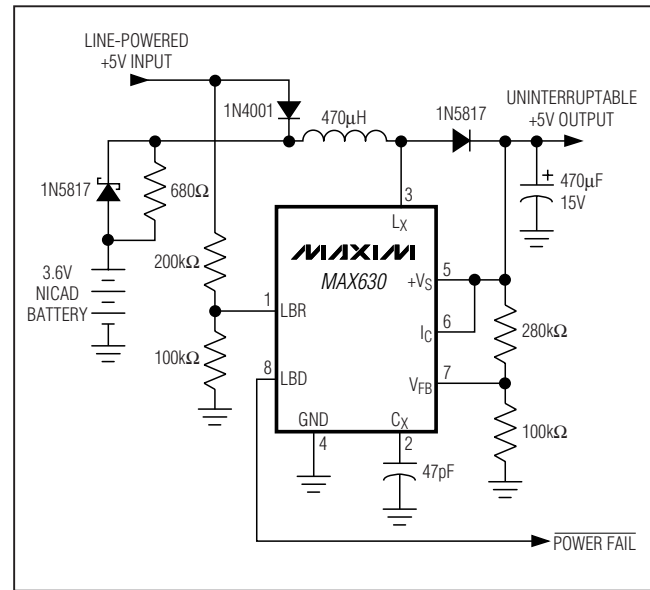 LINE-POWERED
+5V INPUT
1N4001
470µH
1N5817
UNINTERRUPTABLE
+5V OUTPUT
1N5817
680Ω
3
LX
+
470µF
15V
MAXIM
MAX630
3.6V
NICAD
BATTERY
200kΩ
1
LBR
+VS
5
IC
6
280kΩ
100kΩ
8
LBD
VFB
7
100kΩ
GND
4
CX
2
47pF
POWER FAIL